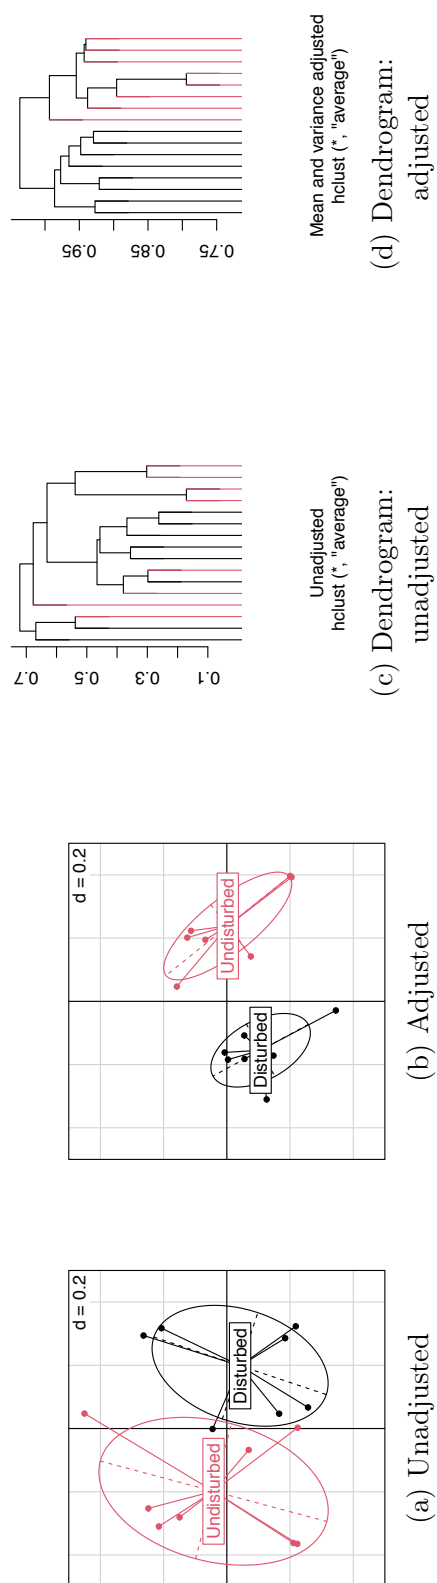 d = 0.2
Undisturbed
Disturbed
(a) Unadjusted
d = 0.2
Disturbed
Undisturbed
(b) Adjusted
0.1
0.3
0.5
0.7
Unadjusted
hclust (*, "average")
(c) Dendrogram:
unadjusted
0.75
0.85
0.95
Mean and variance adjusted
hclust (*, "average")
(d) Dendrogram:
adjusted